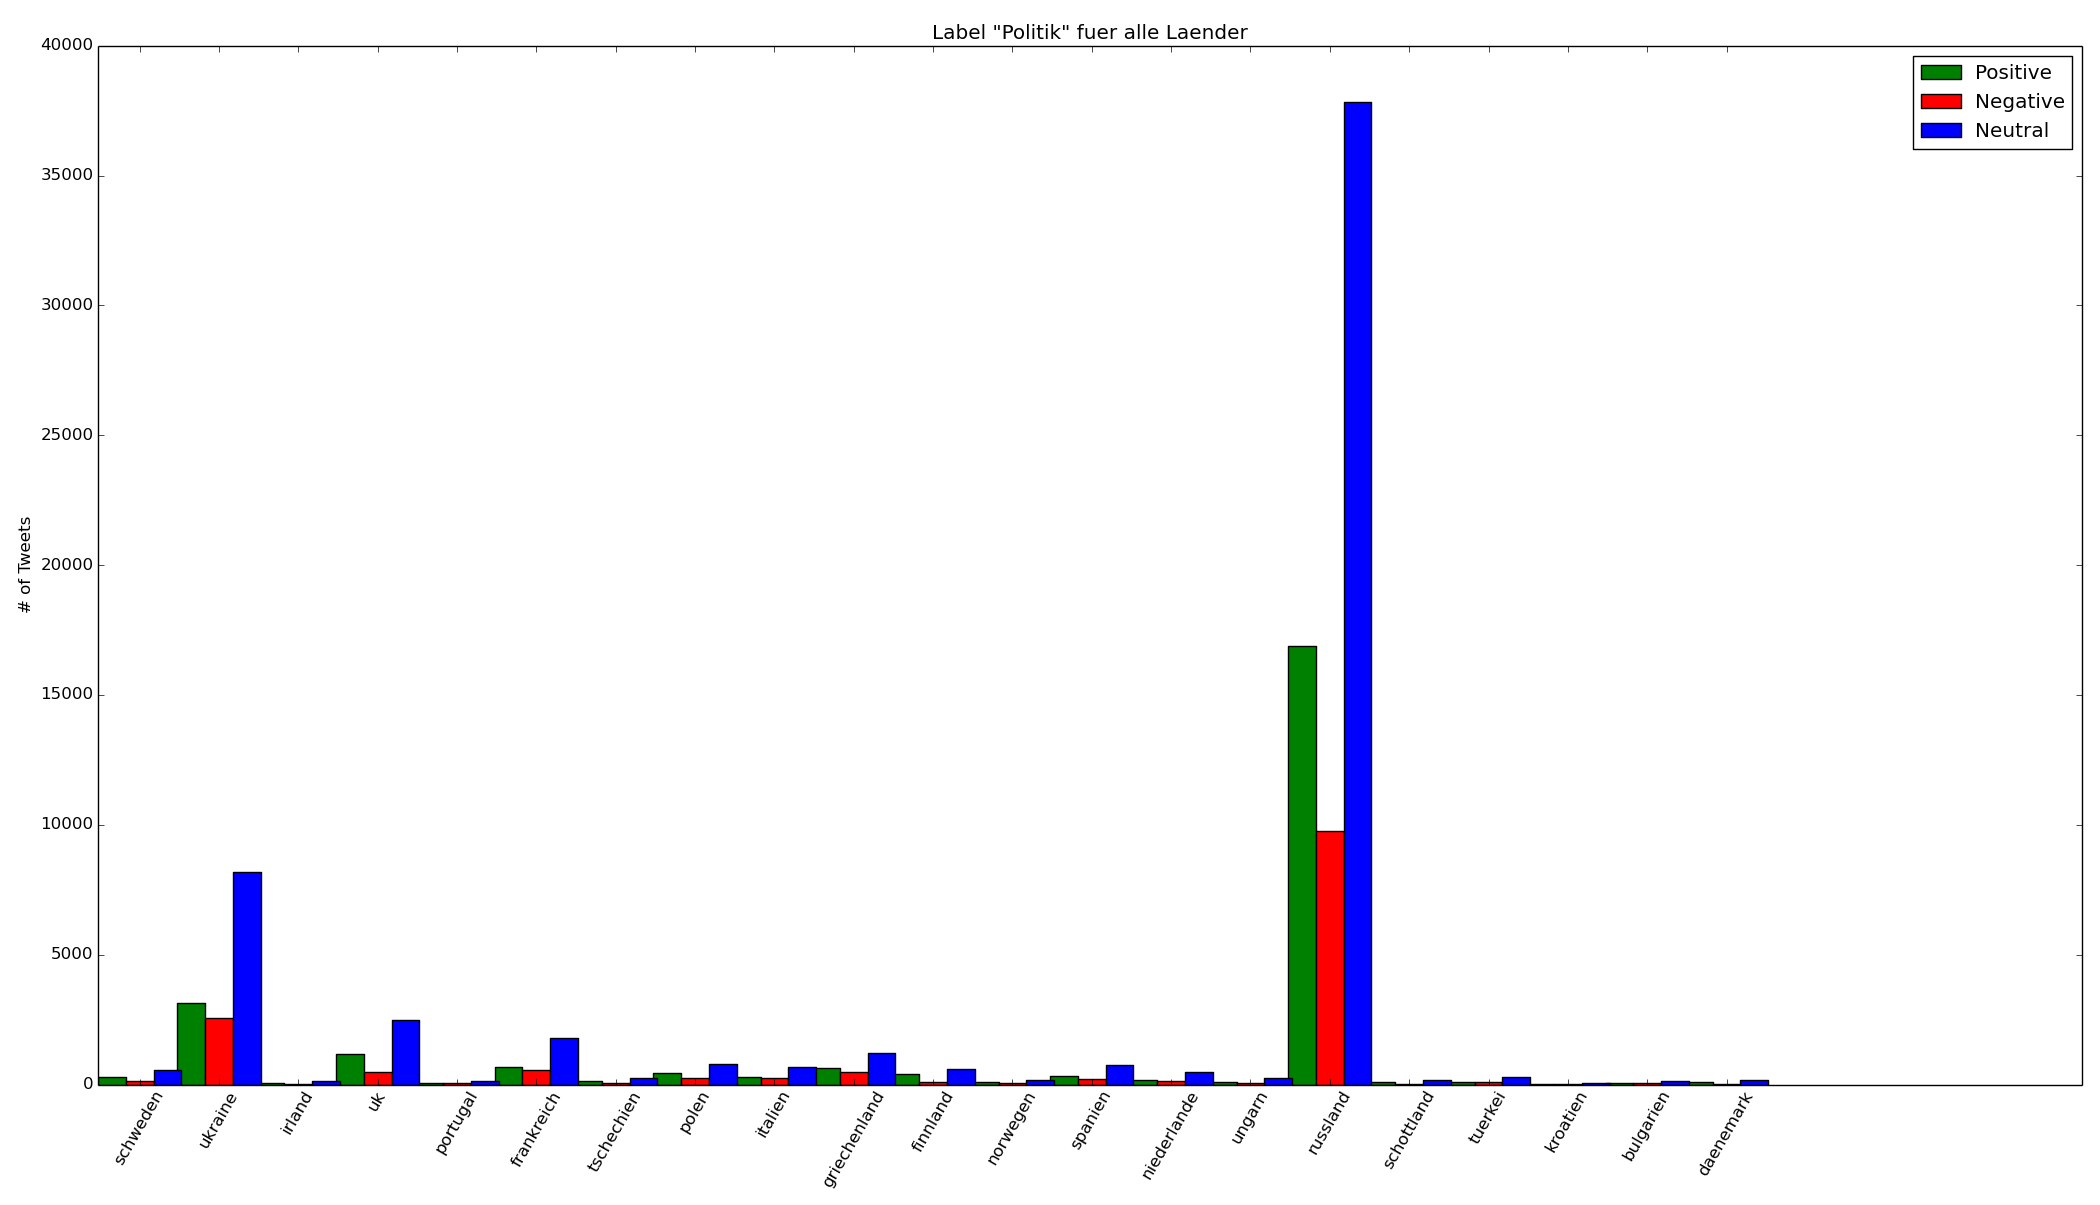 Label "Politik" fuer alle Laender
40000
35000
30000
25000
20000
15000
10000
5000
0
# of Tweets
Positive
Negative
Neutral
schweden
ukraine
irland
uk
portugal
frankreich
tschechien
polen
italien
griechenland
finnland
norwegen
spanien
niederlande
ungarn
russland
schottland
tuerkei
kroatien
bulgarien
daenemark